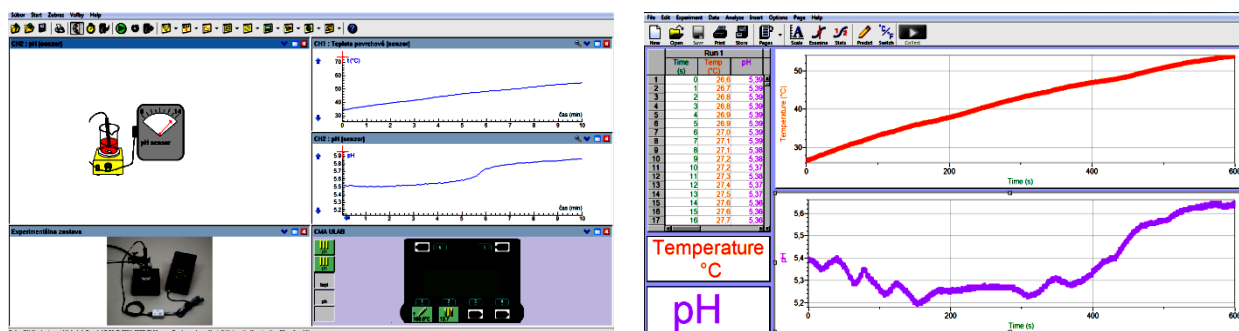 Súbor Start Zobraz Voľby Help
CH2 : pH (senzor)
0 14
pH senzor
CH1 : Teplota povrchová (senzor)
t (°C)
70
50
40
30
čas (min)
1 2 3 4 5 6 7 8 9 10
CH2 : pH (senzor)
pH
5.9
5.8
5.7
5.6
5.5
5.4
5.3
5.2
čas (min)
1 2 3 4 5 6 7 8 9 10
Experimentálna zostava
CMA ULAB
File Edit Experiment Data Analyze Insert Options Page Help
New Open Save Print Store Pages Scale Examine Stats Predict Switch Collect
Run 1
Time Temp pH
(s) (°C)
1 0 26,6 5,39
2 1 26,7 5,39
3 2 26,8 5,39
4 3 26,8 5,39
5 4 26,9 5,39
6 5 26,9 5,39
7 6 27,0 5,39
8 7 27,1 5,39
9 8 27,1 5,38
10 9 27,2 5,38
11 10 27,2 5,37
12 11 27,3 5,38
13 12 27,4 5,37
14 13 27,5 5,37
15 14 27,6 5,36
16 15 27,6 5,36
17 16 27,7 5,36
Temperature
°C
pH
Temperature (°C)
50
30
0 200 400 600
Time (s)
pH
5,6
5,4
5,2
0 200 400 600
Time (s)